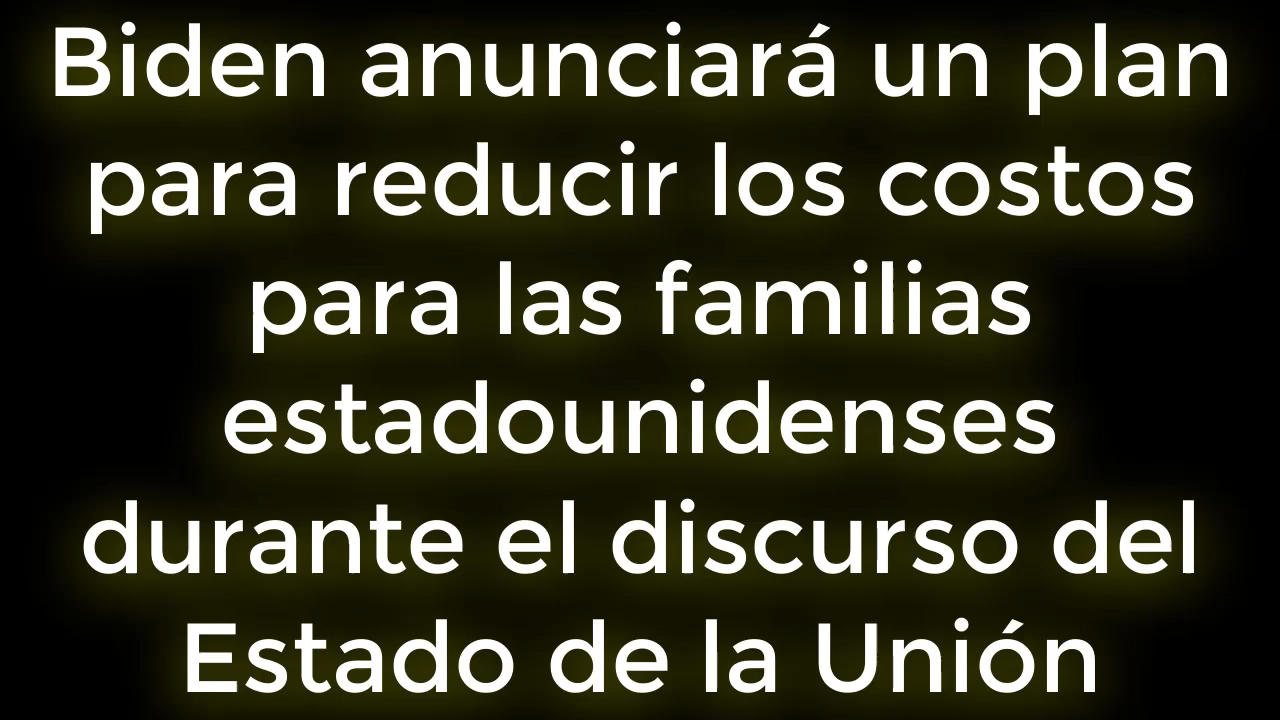 Biden anunciará un plan
para reducir los costos
para las familias
estadounidenses
durante el discurso del
Estado de la Unión